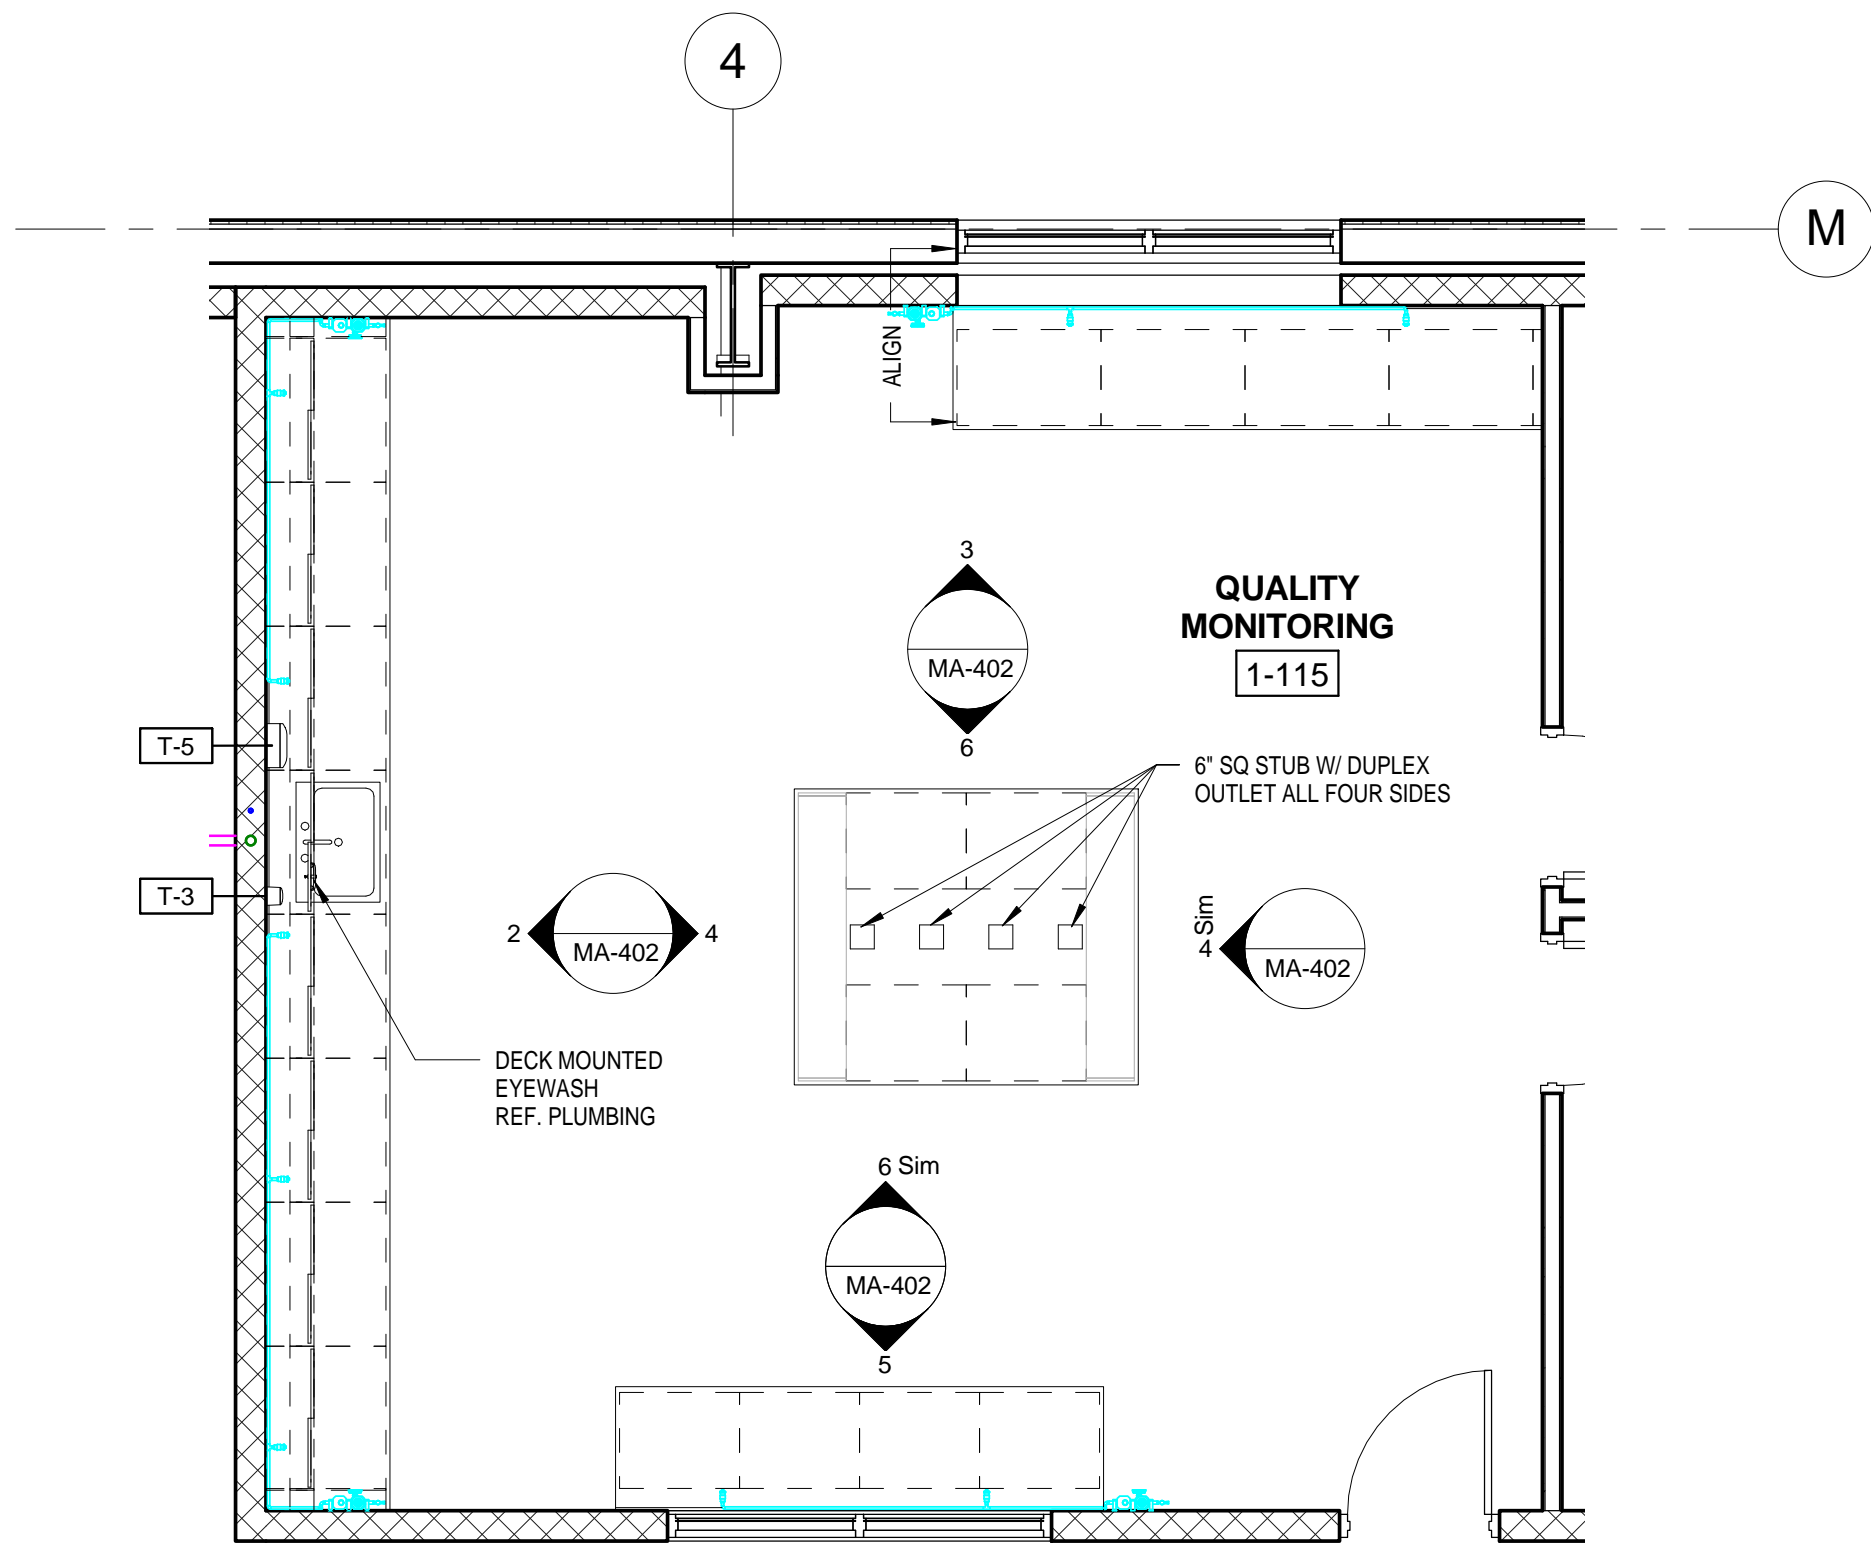 4
M
ALIGN
3
MA-402
6
QUALITY
MONITORING
1-115
T-5
6" SQ STUB W/ DUPLEX
OUTLET ALL FOUR SIDES
T-3
2
MA-402
4
Sim
4
MA-402
DECK MOUNTED
EYEWASH
REF. PLUMBING
6 Sim
MA-402
5